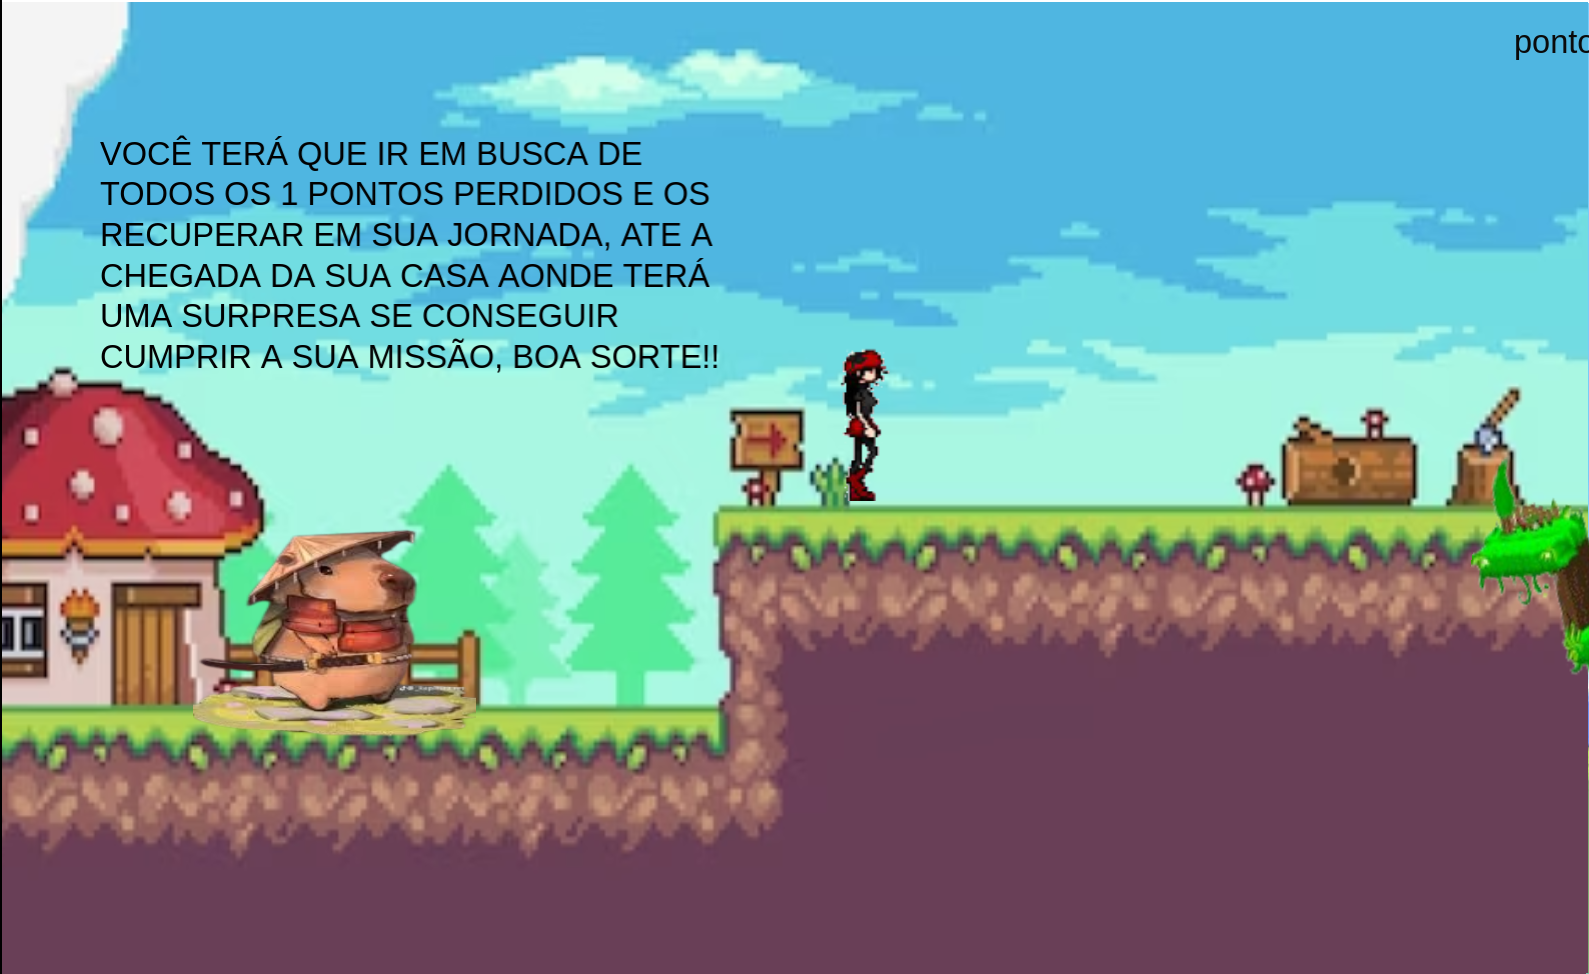 ponto
VOCÊ TERÁ QUE IR EM BUSCA DE
TODOS OS 1 PONTOS PERDIDOS E OS
RECUPERAR EM SUA JORNADA, ATE A
CHEGADA DA SUA CASA AONDE TERÁ
UMA SURPRESA SE CONSEGUIR
CUMPRIR A SUA MISSÃO, BOA SORTE!!